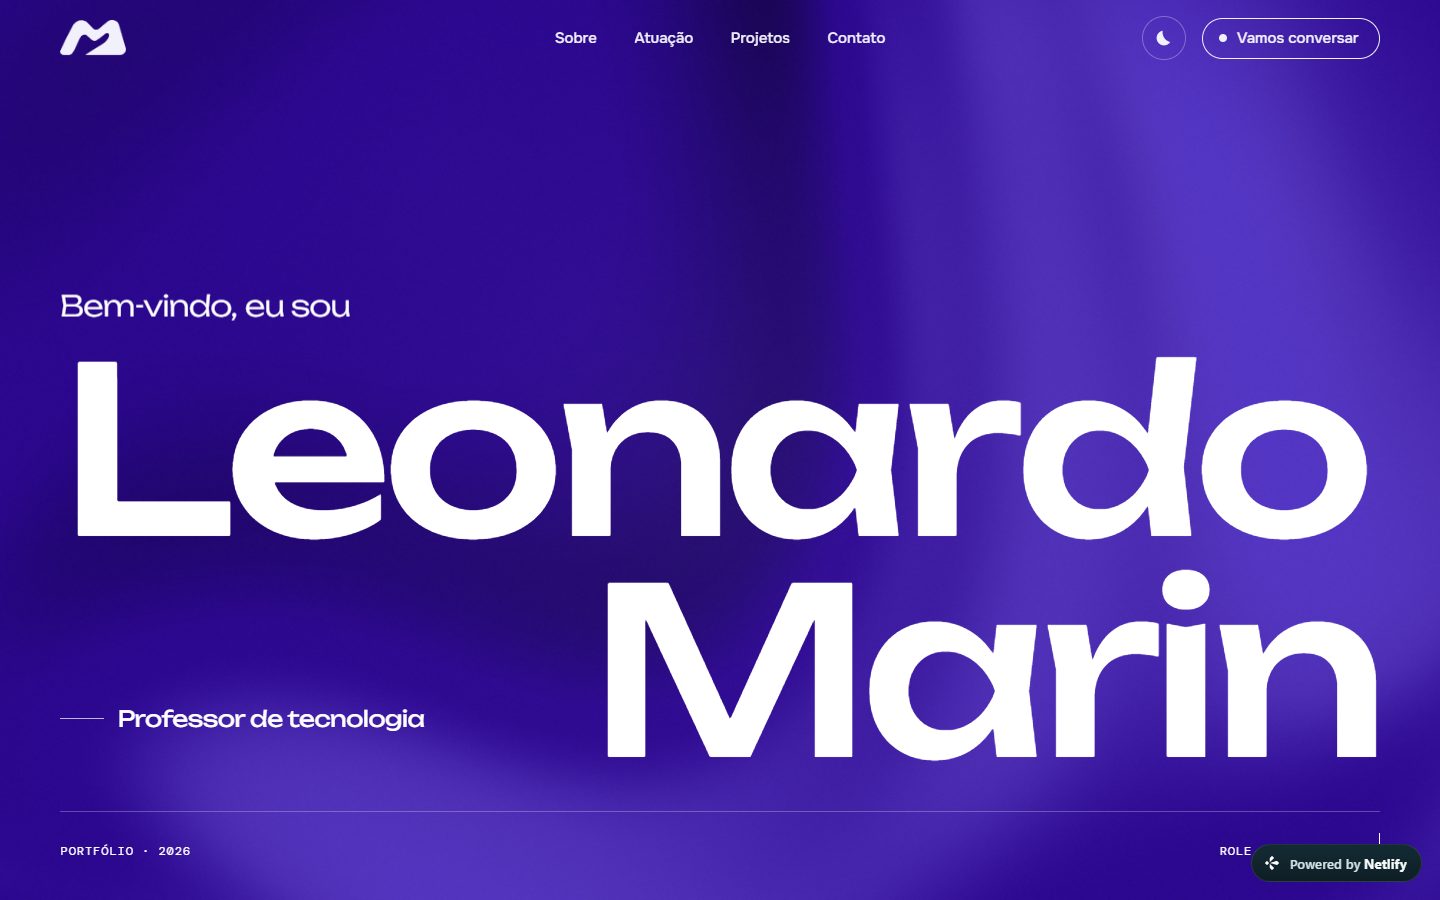 Sobre Atuação Projetos Contato Vamos conversar
Bem-vindo, eu sou
Leonardo
Marin
Professor de tecnologia
PORTFÓLIO · 2026
ROLE
Powered by Netlify